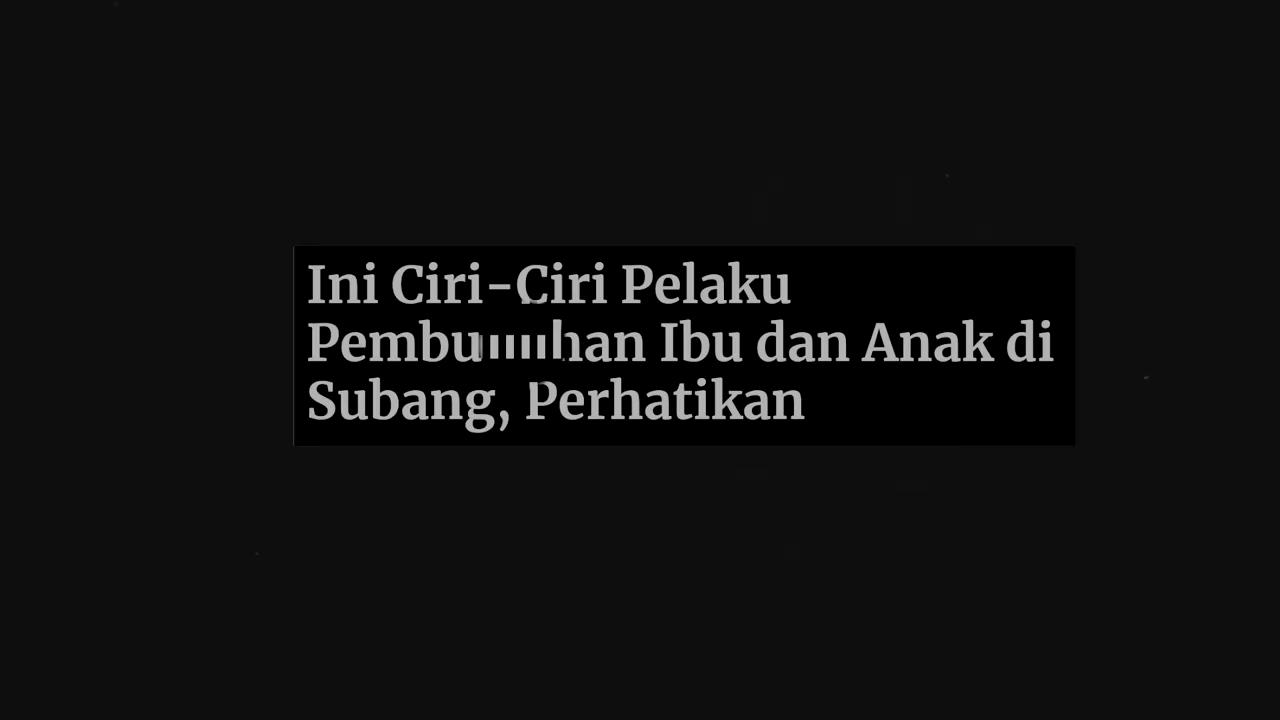 Ini Ciri-Ciri Pelaku
Ibu dan Anak di
Subang, Perhatikan